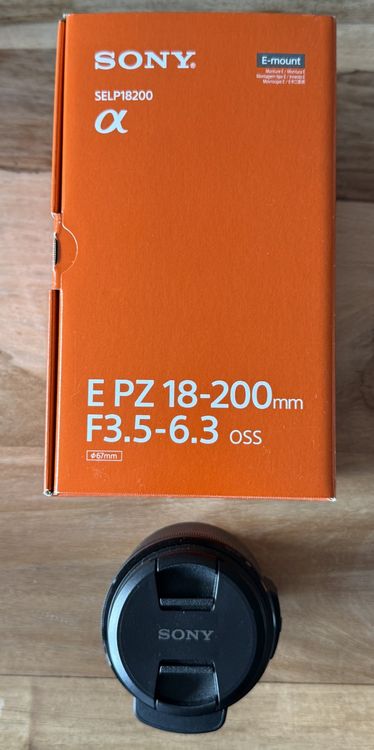 SONY.
E-mount
SELP18200
α
E PZ 18-200mm
F3.5-6.3 OSS
Φ67mm
SONY